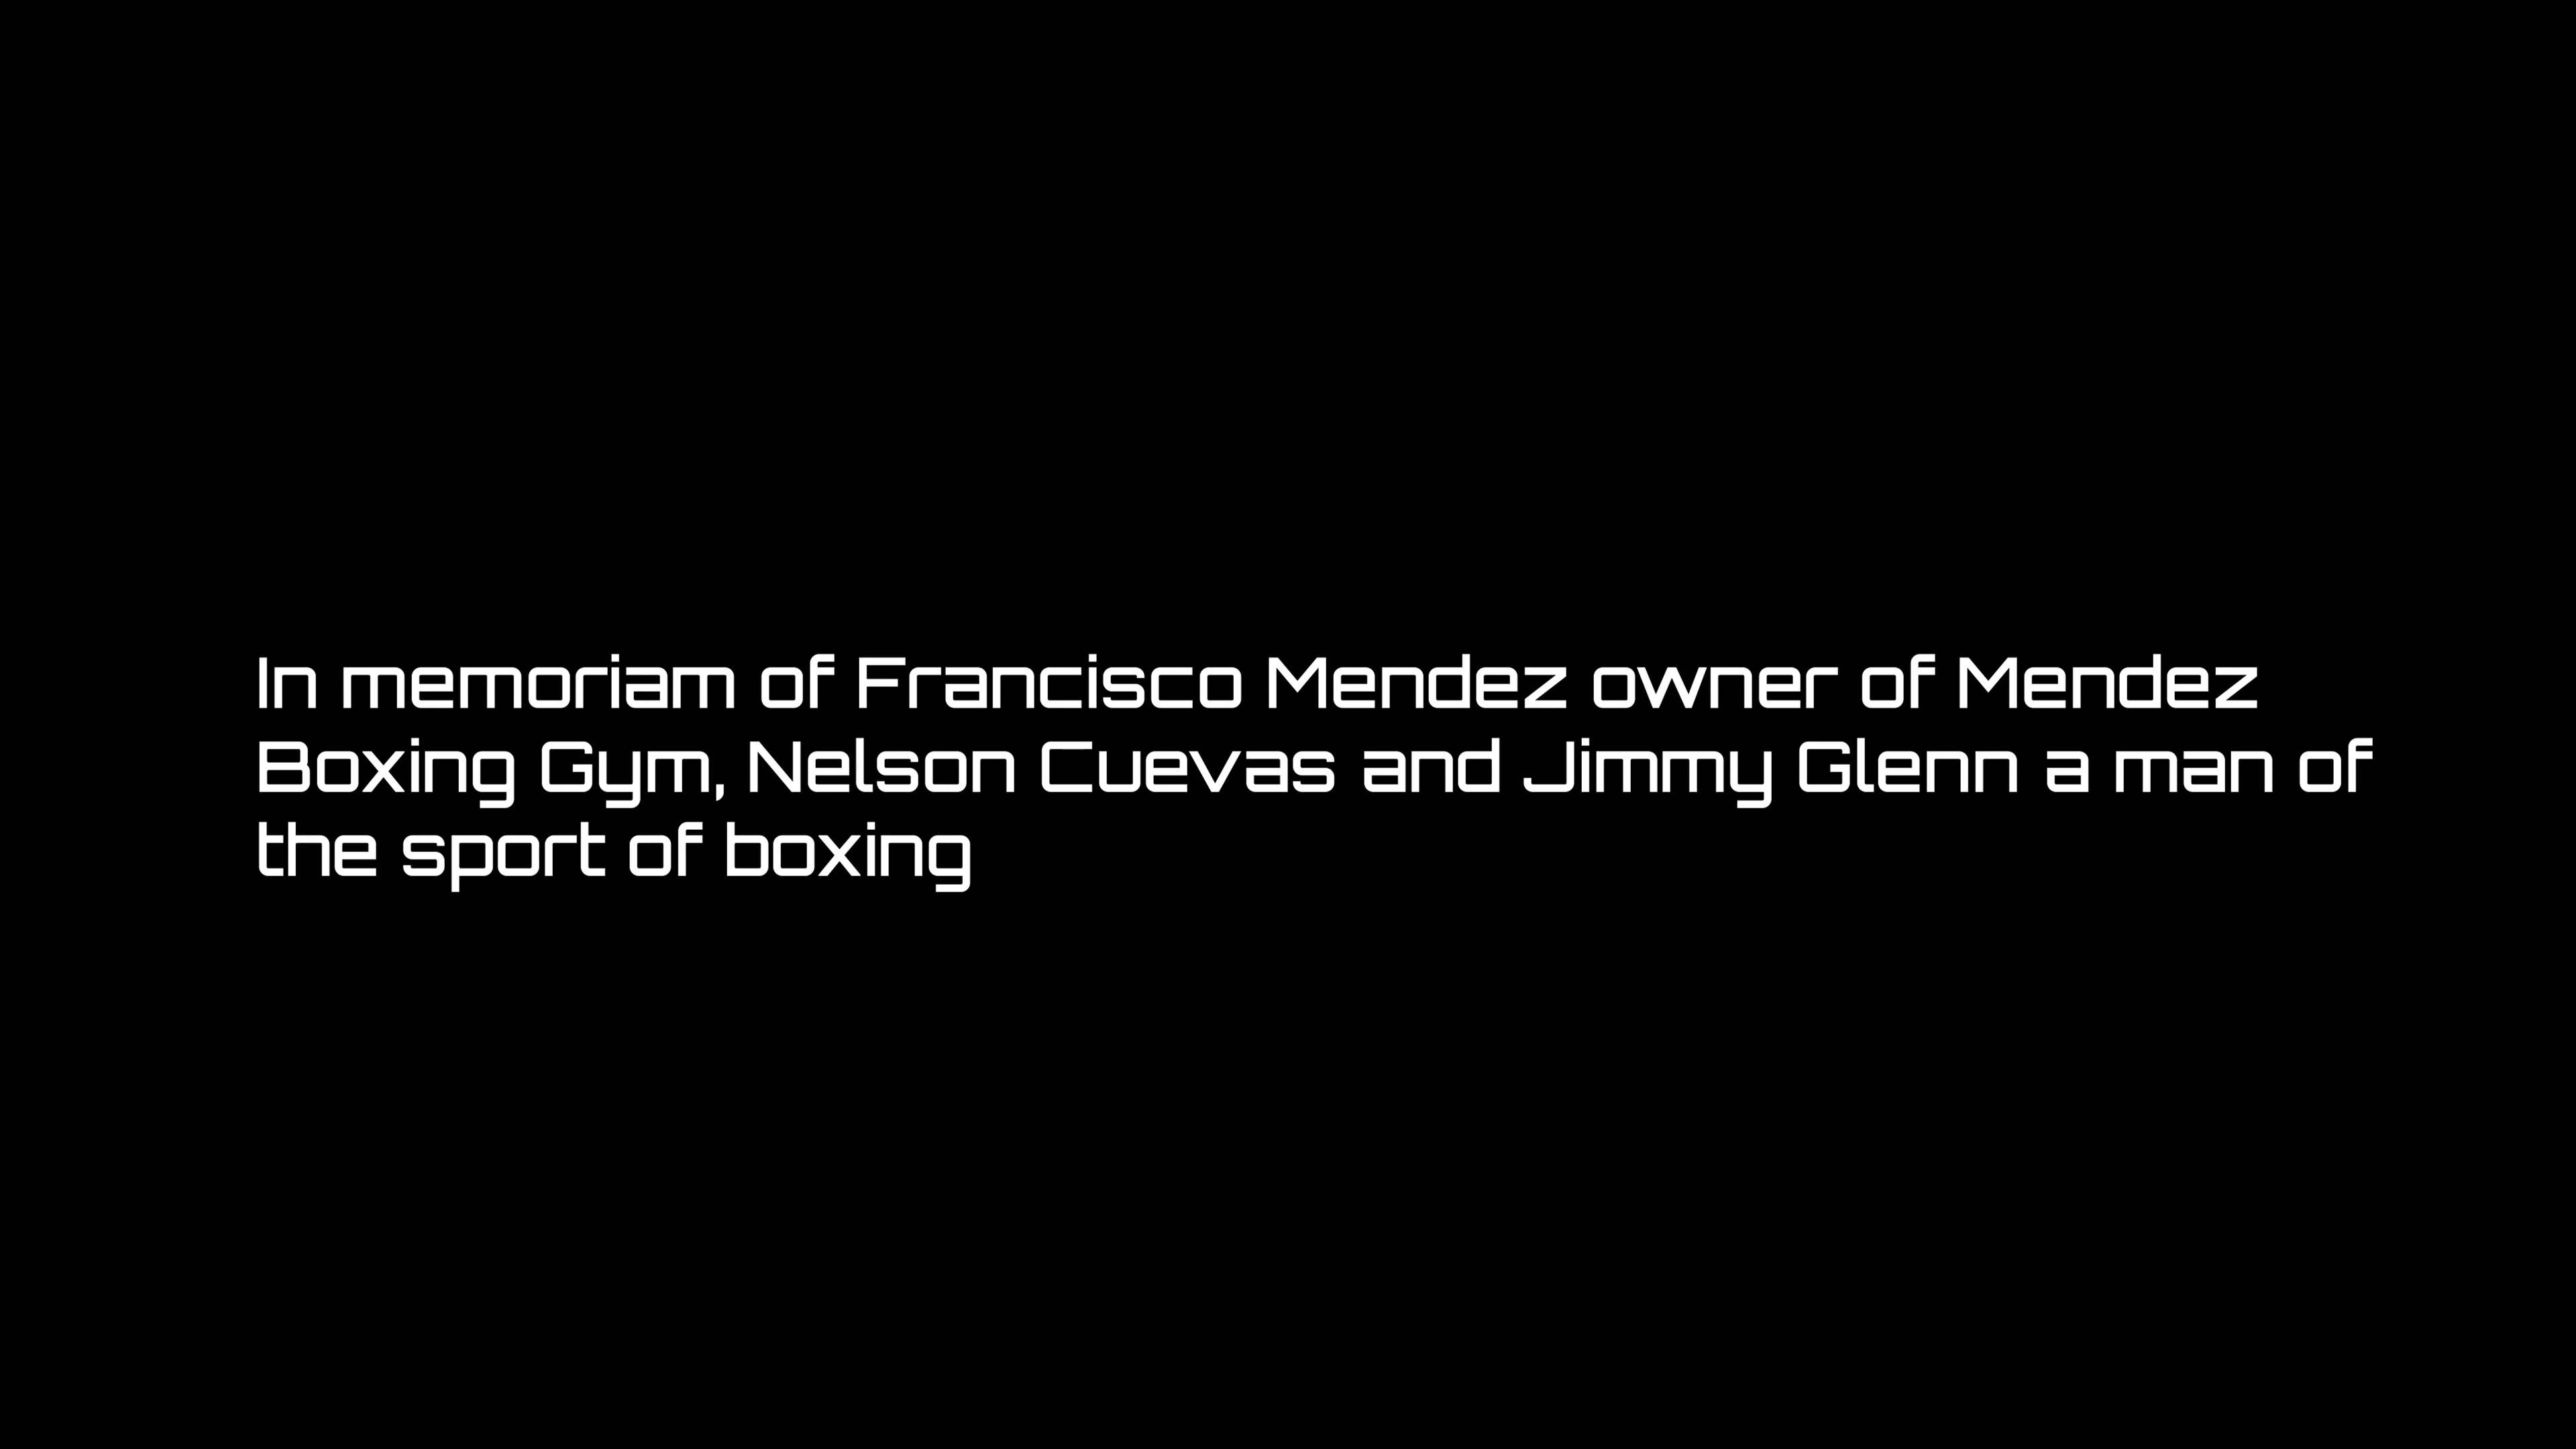 In memoriam of Francisco Mendez owner of Mendez
Boxing Gym, Nelson Cuevas and Jimmy Glenn a man of
the sport of boxing